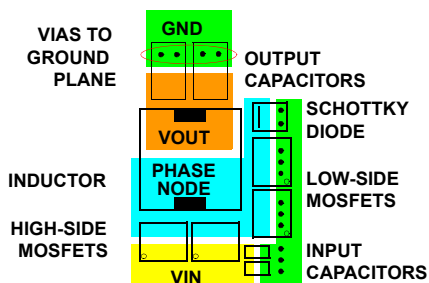 VIAS TO
GROUND
PLANE
GND
OUTPUT
CAPACITORS
SCHOTTKY
DIODE
VOUT
INDUCTOR
PHASE
NODE
LOW-SIDE
MOSFETS
HIGH-SIDE
MOSFETS
VIN
INPUT
CAPACITORS